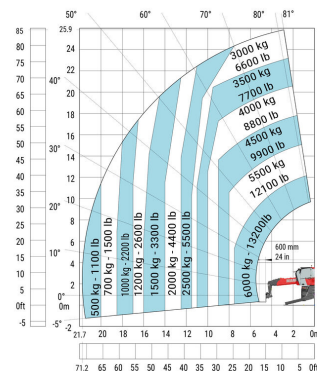 50° 60° 70° 80° 81°
85 25.9
80 24
75 22
70
65 40° 20
60 18
55 16
50
45 30° 14
40 12
35
30 10
25 20° 8
20 6
15
10 10° 4
5 2
0ft 0° 0m
-5 -2
3000 kg
6600 lb
3500 kg
7700 lb
4000 kg
8800 lb
4500 kg
9900 lb
5500 kg
12100 lb
6000 kg - 13200lb
500 kg - 1100 lb
700 kg - 1500 lb
1000 kg - 2200 lb
1200 kg - 2600 lb
1500 kg - 3300 lb
2000 kg - 4400 lb
2500 kg - 5500 lb
600 mm
24 in
21.7 20 18 16 14 12 10 8 6 4 2 0m
71.2 65 60 55 50 45 40 35 30 25 20 15 10 5 0ft